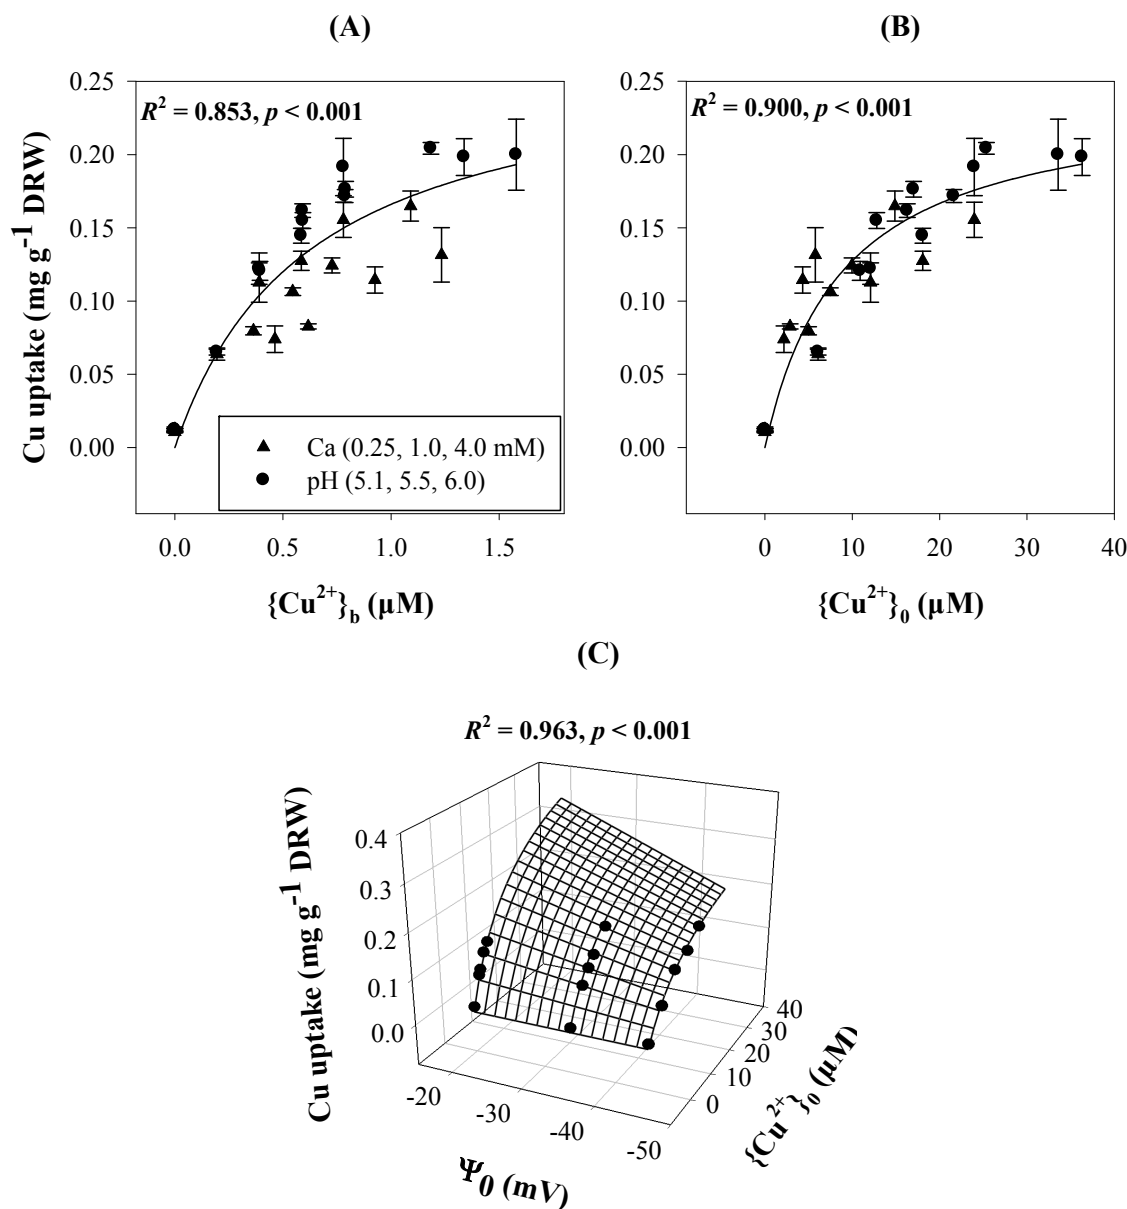 (A)
(B)
R² = 0.853, p < 0.001
R² = 0.900, p < 0.001
Cu uptake (mg g⁻¹ DRW)
0.25
0.20
0.15
0.10
0.05
0.00
0.25
0.20
0.15
0.10
0.05
0.00
Ca (0.25, 1.0, 4.0 mM)
pH (5.1, 5.5, 6.0)
0.0 0.5 1.0 1.5
0 10 20 30 40
{Cu²⁺}b (µM)
{Cu²⁺}₀ (µM)
(C)
R² = 0.963, p < 0.001
Cu uptake (mg g⁻¹ DRW)
0.4
0.3
0.2
0.1
0.0
-20 -30 -40 -50
Ψ₀ (mV)
0 10 20 30 40
{Cu²⁺}₀ (µM)